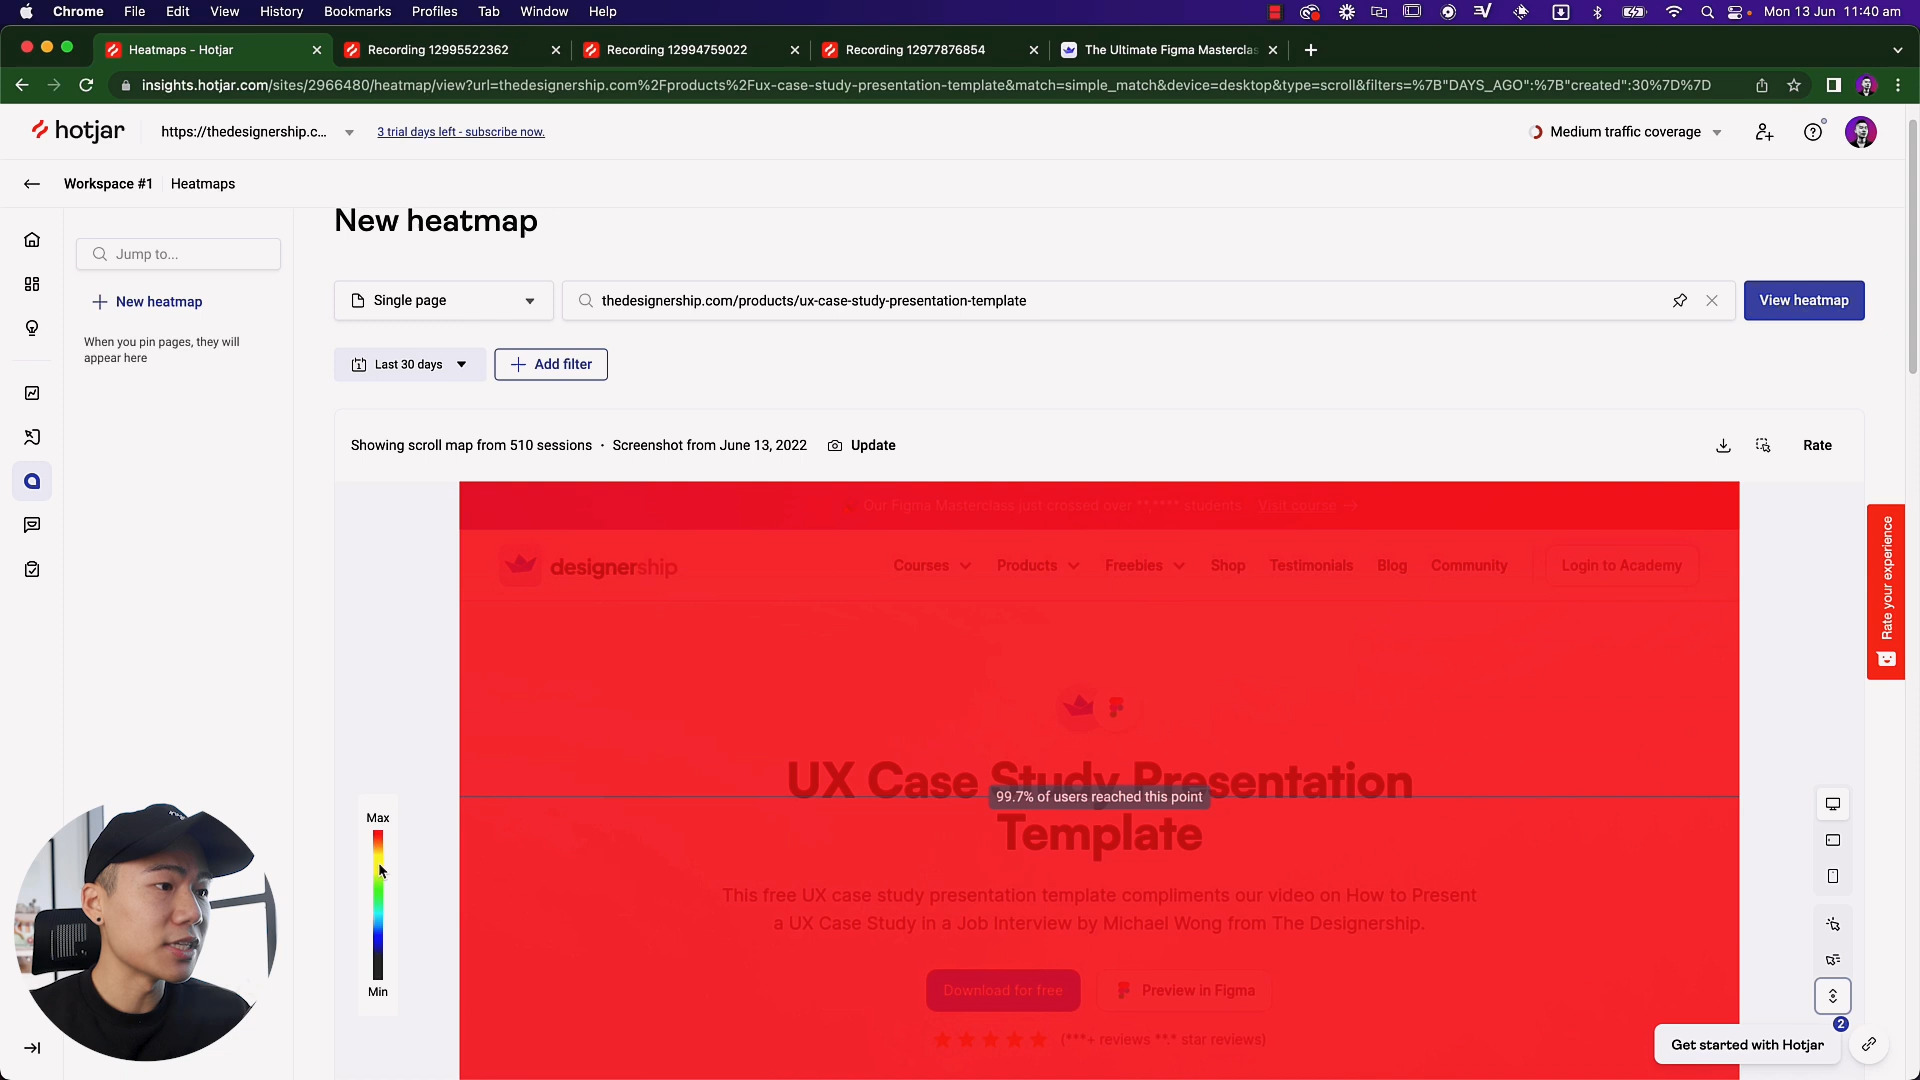 Chrome File Edit View History Bookmarks Profiles Tab Window Help Mon 13 Jun 11:40 am
Heatmaps - Hotjar Recording 12995522362 Recording 12994759022 Recording 12977876854 The Ultimate Figma Masterclas
insights.hotjar.com/sites/2966480/heatmap/view?url=thedesignership.com%2Fproducts%2Fux-case-study-presentation-template&match=simple_match&device=desktop&type=scroll&filters=%7B"DAYS_AGO":%7B"created":30%7D%7D
hotjar https://thedesignership.c... 3 trial days left - subscribe now. Medium traffic coverage
Workspace #1 Heatmaps
New heatmap
Jump to...
New heatmap
When you pin pages, they will
appear here
Single page thedesignership.com/products/ux-case-study-presentation-template View heatmap
Last 30 days Add filter
Showing scroll map from 510 sessions · Screenshot from June 13, 2022 Update Rate
Our Figma Masterclass just crossed over **,**** students Visit course →
designership Courses Products Freebies Shop Testimonials Blog Community Login to Academy
Rate your experience
UX Case Study Presentation
99.7% of users reached this point
Template
This free UX case study presentation template compliments our video on How to Present
a UX Case Study in a Job Interview by Michael Wong from The Designership.
Download for free Preview in Figma
(***+ reviews **.* star reviews)
Max
Min
2
Get started with Hotjar